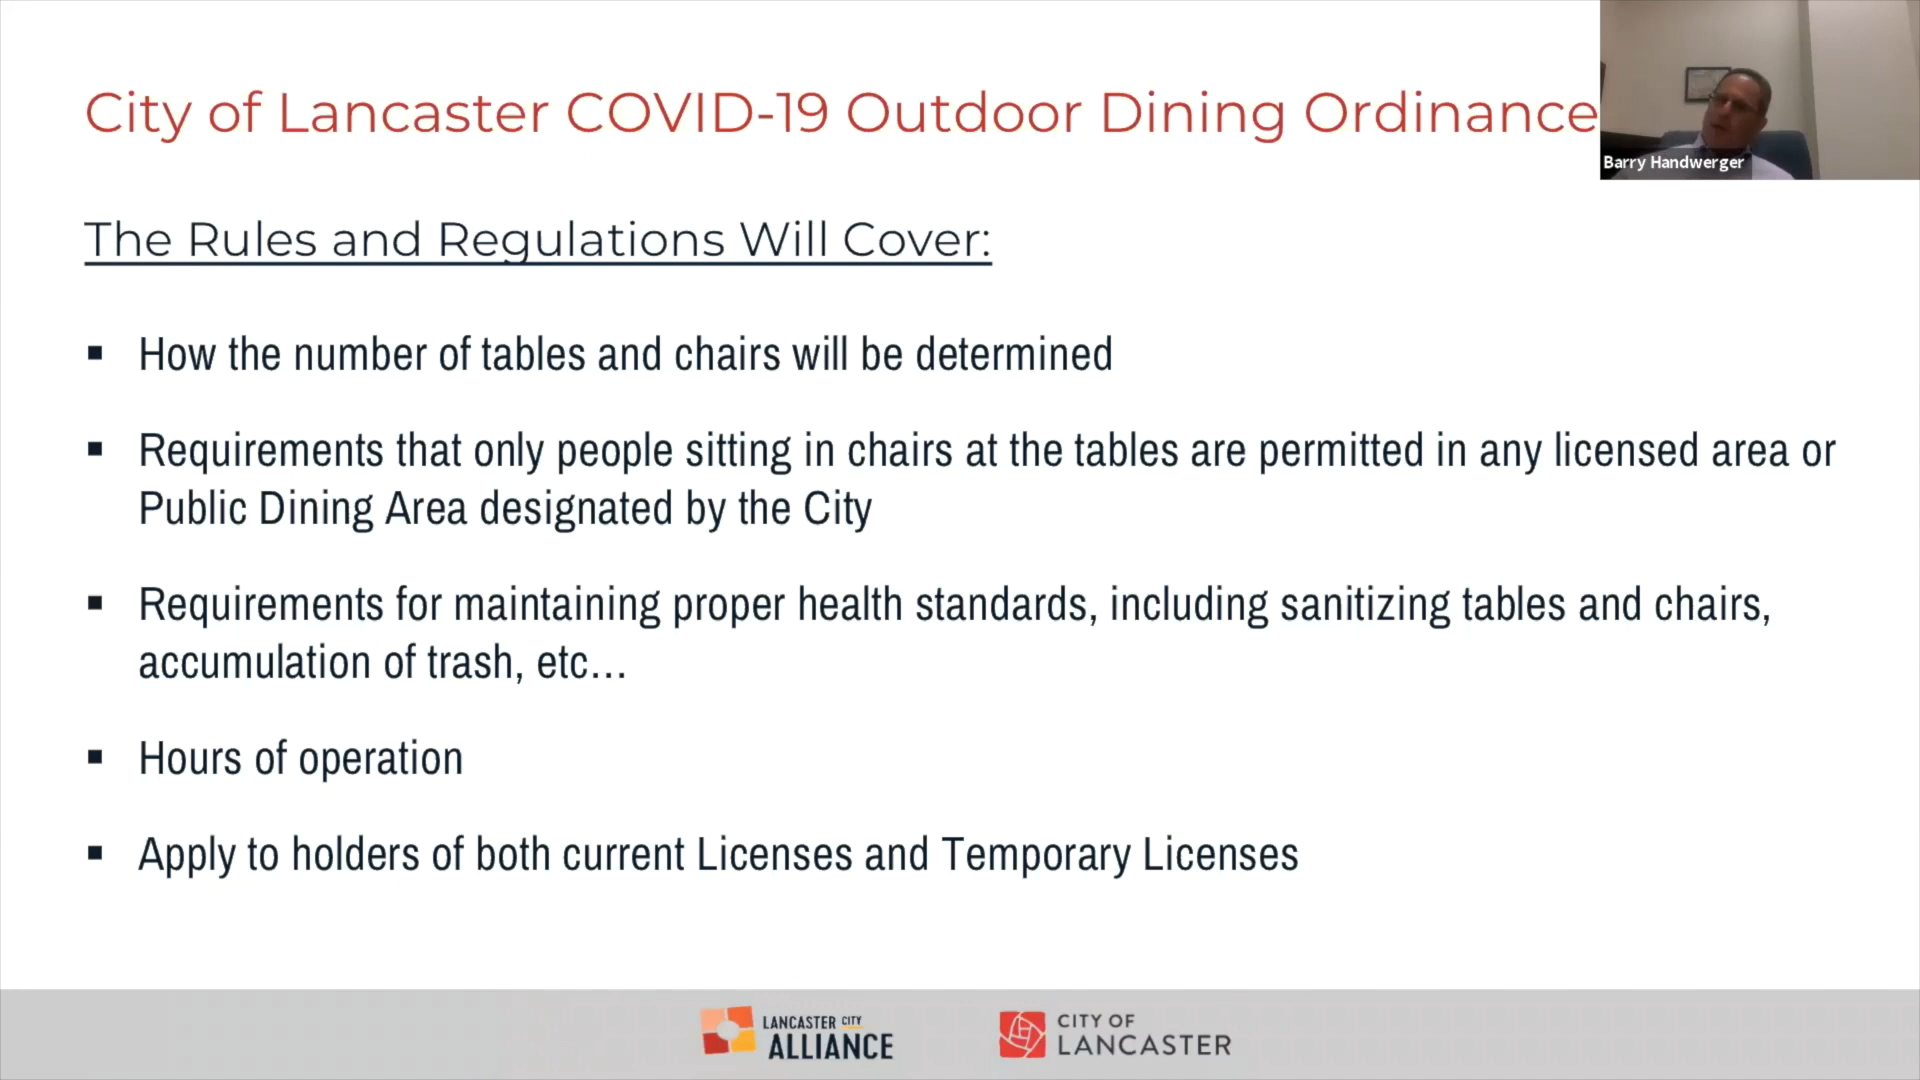 City of Lancaster COVID-19 Outdoor Dining Ordinance
Barry Handwerger
The Rules and Regulations Will Cover:
▪ How the number of tables and chairs will be determined
▪ Requirements that only people sitting in chairs at the tables are permitted in any licensed area or
Public Dining Area designated by the City
▪ Requirements for maintaining proper health standards, including sanitizing tables and chairs,
accumulation of trash, etc...
▪ Hours of operation
▪ Apply to holders of both current Licenses and Temporary Licenses
LANCASTER CITY
ALLIANCE
CITY OF
LANCASTER